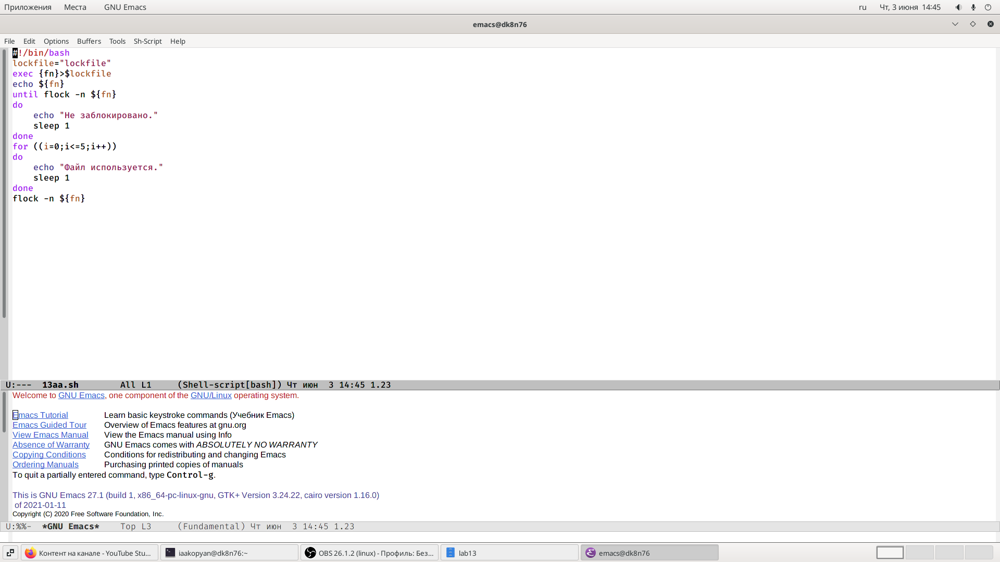 Приложения Места GNU Emacs ru Чт, 3 июня 14:45
emacs@dk8n76
File Edit Options Buffers Tools Sh-Script Help
#!/bin/bash
lockfile="lockfile"
exec {fn}>$lockfile
echo ${fn}
until flock -n ${fn}
do
    echo "Не заблокировано."
    sleep 1
done
for ((i=0;i<=5;i++))
do
    echo "Файл используется."
    sleep 1
done
flock -n ${fn}
U:--- 13aa.sh All L1 (Shell-script[bash]) Чт июн 3 14:45 1.23
Welcome to GNU Emacs, one component of the GNU/Linux operating system.
Emacs Tutorial Learn basic keystroke commands (Учебник Emacs)
Emacs Guided Tour Overview of Emacs features at gnu.org
View Emacs Manual View the Emacs manual using Info
Absence of Warranty GNU Emacs comes with ABSOLUTELY NO WARRANTY
Copying Conditions Conditions for redistributing and changing Emacs
Ordering Manuals Purchasing printed copies of manuals
To quit a partially entered command, type Control-g.
This is GNU Emacs 27.1 (build 1, x86_64-pc-linux-gnu, GTK+ Version 3.24.22, cairo version 1.16.0)
of 2021-01-11
Copyright (C) 2020 Free Software Foundation, Inc.
U:%%- *GNU Emacs* Top L3 (Fundamental) Чт июн 3 14:45 1.23
Контент на канале - YouTube Stu... iaakopyan@dk8n76:~ OBS 26.1.2 (linux) - Профиль: Без... lab13 emacs@dk8n76